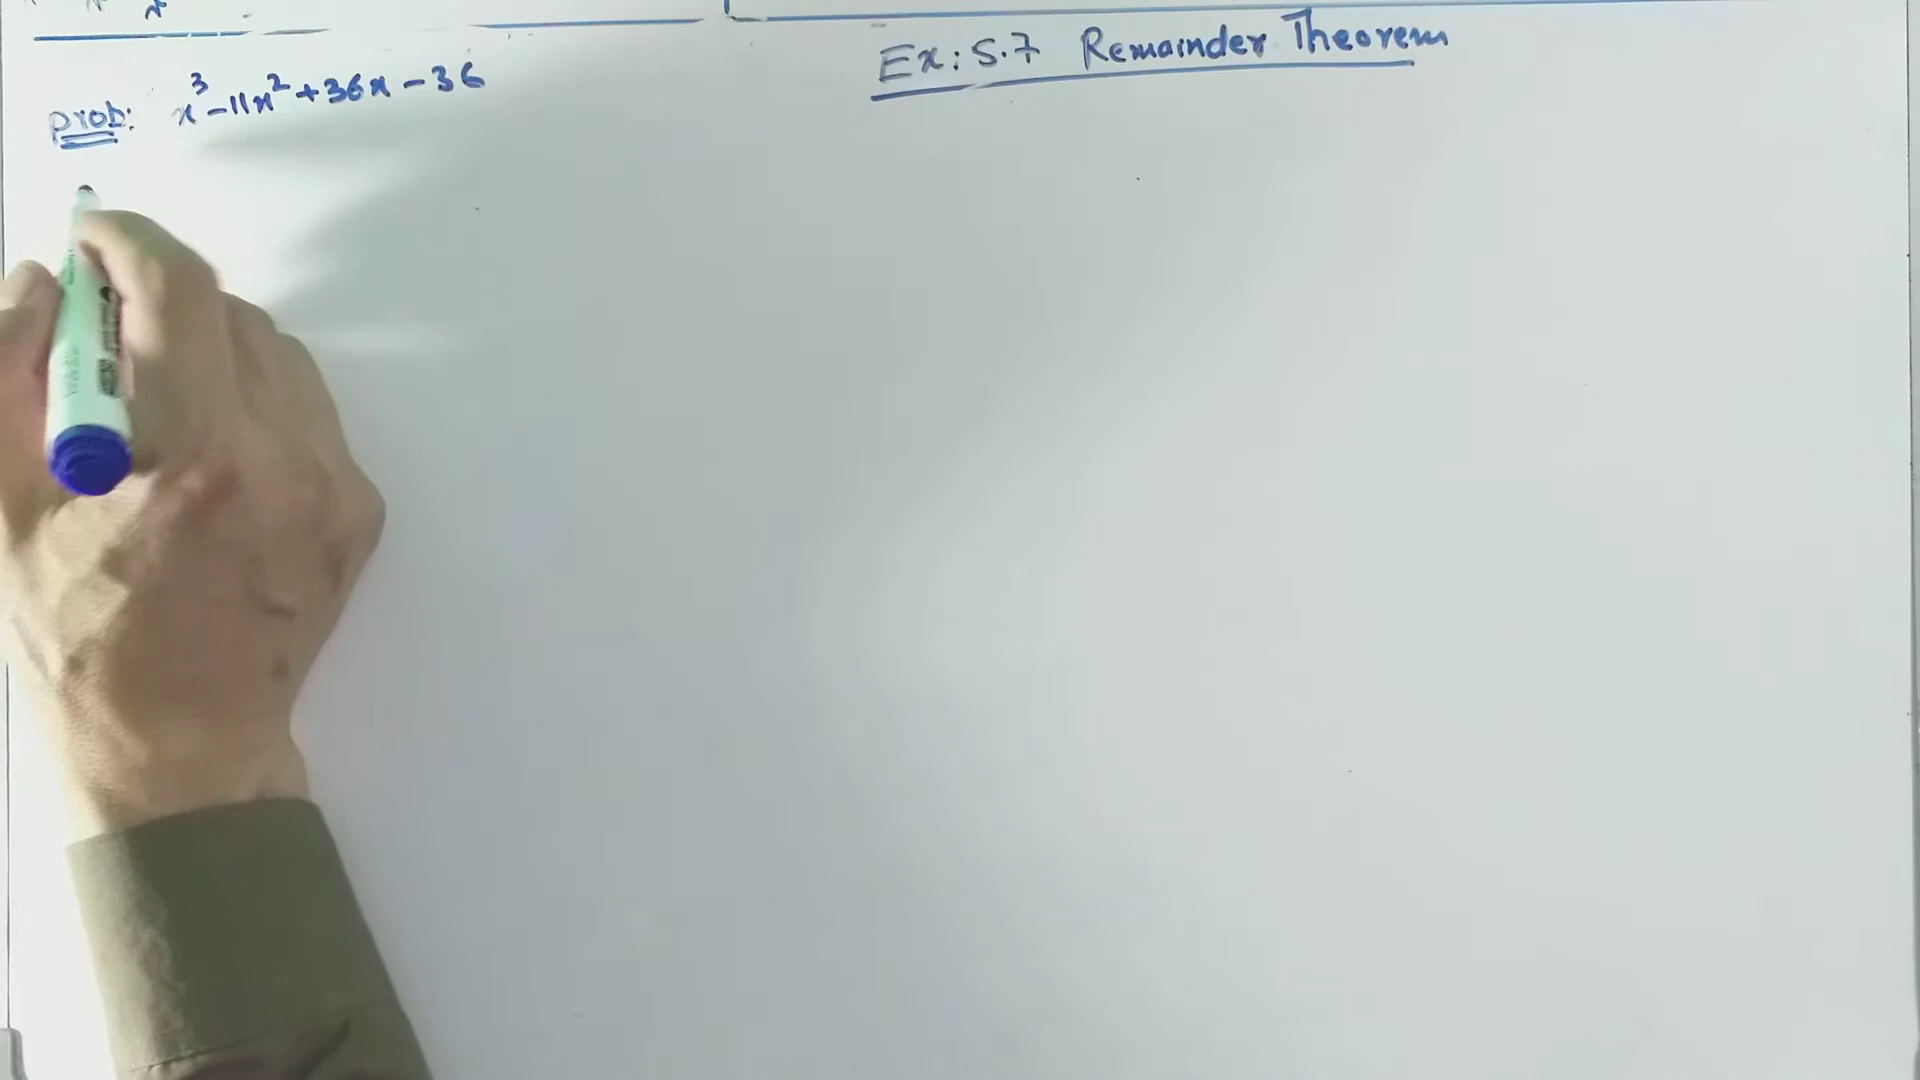 Ex: 5.7 Remainder Theorem
Prob: x³ - 11x² + 36x - 36